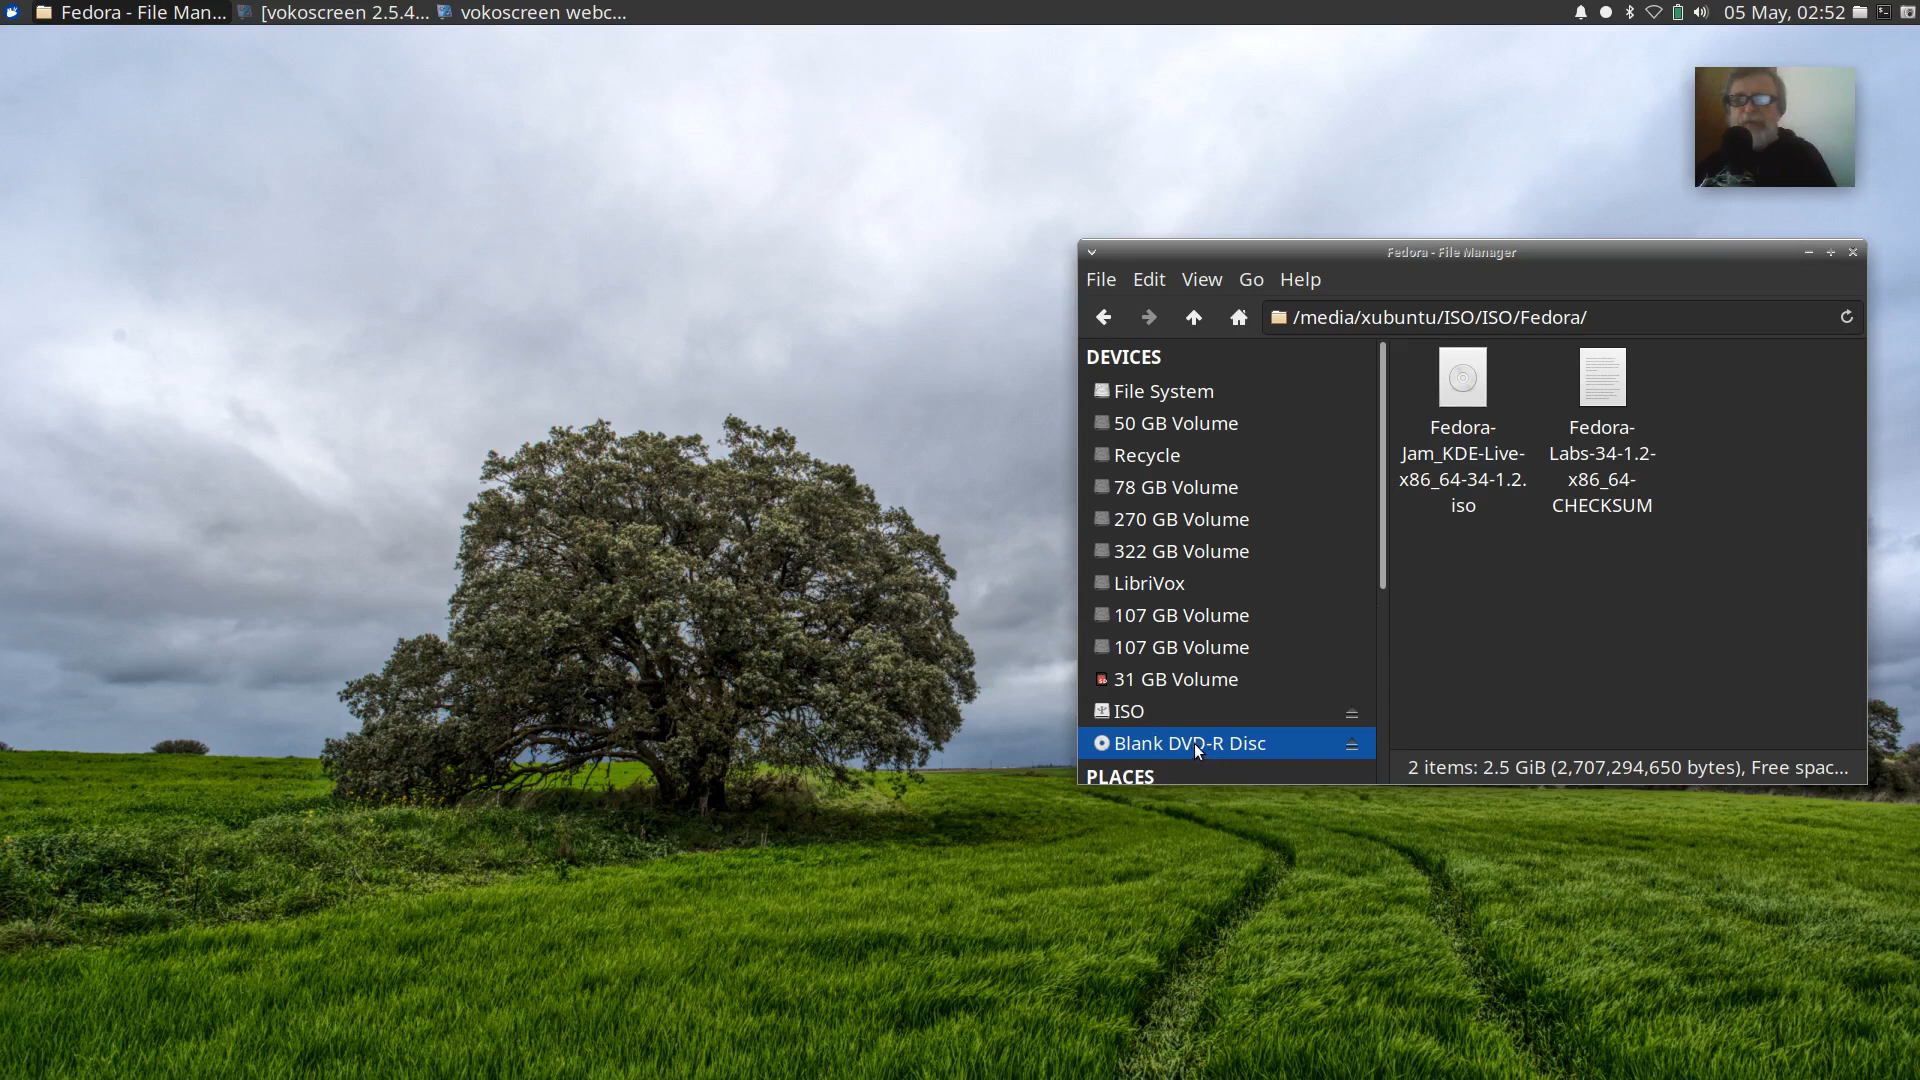 Fedora - File Man... [vokoscreen 2.5.4... vokoscreen webc... 05 May, 02:52
Fedora - File Manager
File Edit View Go Help
/media/xubuntu/ISO/ISO/Fedora/
DEVICES
File System
50 GB Volume
Recycle
78 GB Volume
270 GB Volume
322 GB Volume
LibriVox
107 GB Volume
107 GB Volume
31 GB Volume
ISO
Blank DVD-R Disc
PLACES
Fedora-
Jam_KDE-Live-
x86_64-34-1.2.
iso
Fedora-
Labs-34-1.2-
x86_64-
CHECKSUM
2 items: 2.5 GiB (2,707,294,650 bytes), Free spac...